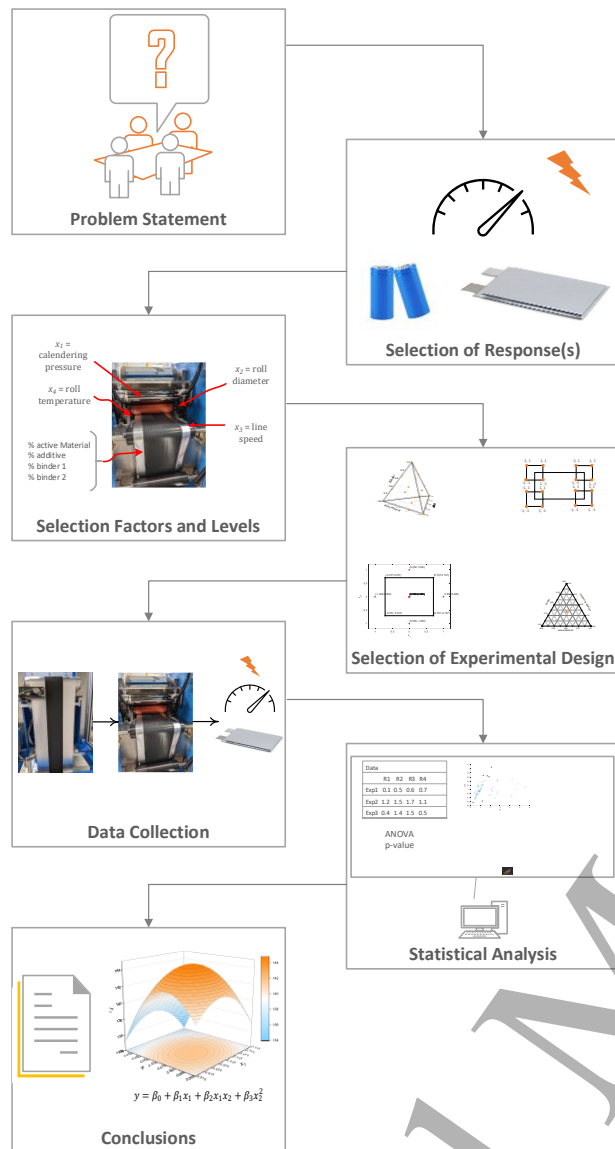 ?
Problem Statement
Selection of Response(s)
x₁ =
calendering
pressure
x₂ = roll
diameter
x₄ = roll
temperature
x₃ = line
speed
% active Material
% additive
% binder 1
% binder 2
Selection Factors and Levels
Selection of Experimental Design
Data Collection
Data
R1 R2 R3 R4
Exp1 0.1 0.5 0.6 0.7
Exp2 1.2 1.5 1.7 1.1
Exp3 0.4 1.4 1.5 0.5
ANOVA
p-value
Statistical Analysis
y = β₀ + β₁x₁ + β₂x₁x₂ + β₃x₂²
Conclusions